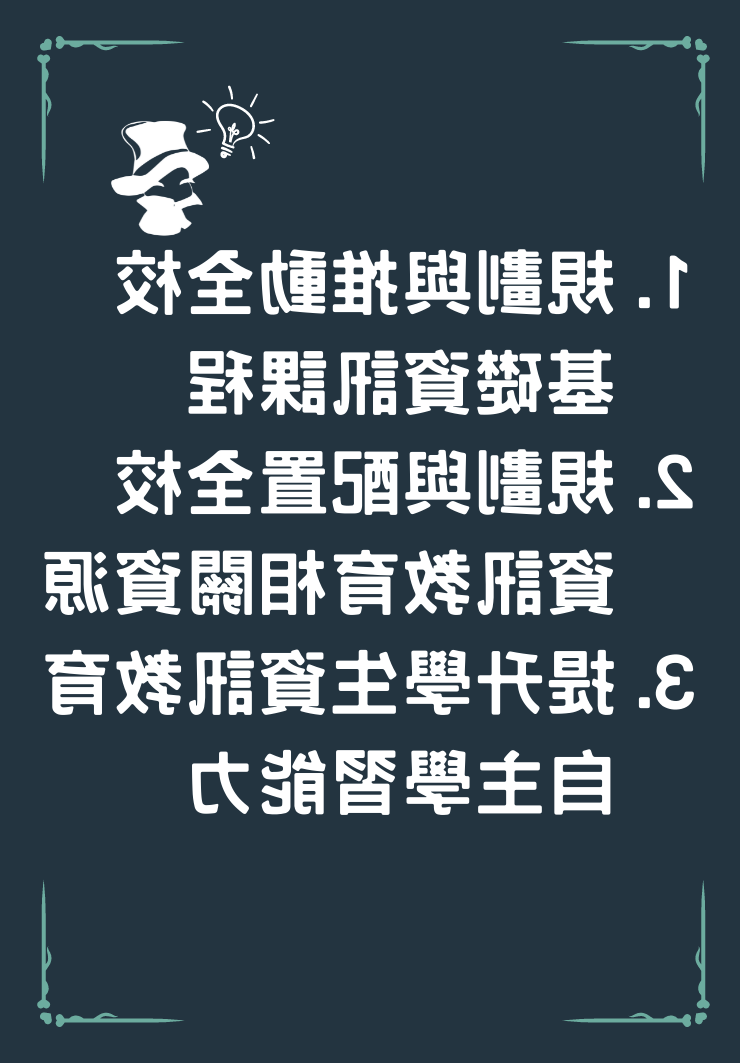 1. 規劃與推動全校
基礎資訊課程
2. 規劃與配置全校
資訊教育相關資源
3. 提升學生資訊教育
自主學習能力